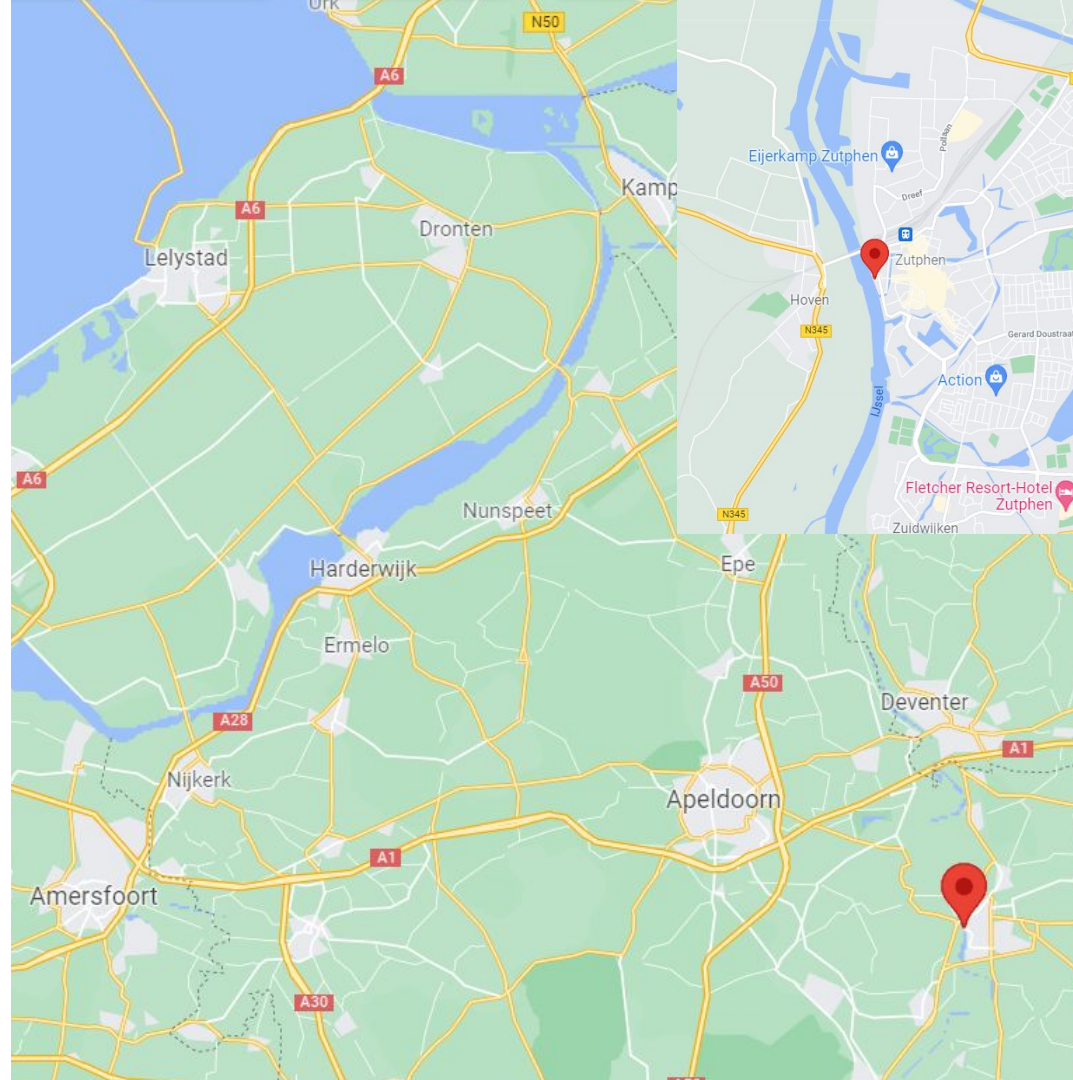 Urk
N50
A6
A6
Kamp
Dronten
Lelystad
A6
Nunspeet
Harderwijk
Ermelo
Epe
A50
A28
Deventer
A1
Nijkerk
Apeldoorn
A1
Amersfoort
A30
Pollaan
Eijerkamp Zutphen
Dreef
Zutphen
Hoven
N345
Gerard Doustraat
Action
IJssel
Fletcher Resort-Hotel
Zutphen
N345
Zuidwijken